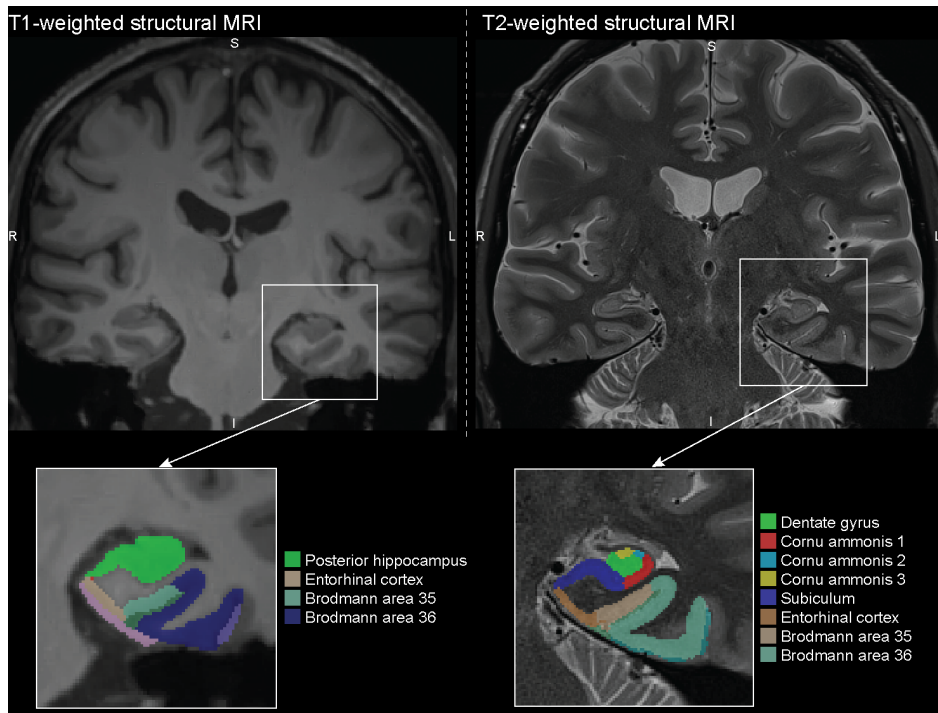 T1-weighted structural MRI
T2-weighted structural MRI
S
S
R
L
R
L
I
I
Posterior hippocampus
Entorhinal cortex
Brodmann area 35
Brodmann area 36
Dentate gyrus
Cornu ammonis 1
Cornu ammonis 2
Cornu ammonis 3
Subiculum
Entorhinal cortex
Brodmann area 35
Brodmann area 36